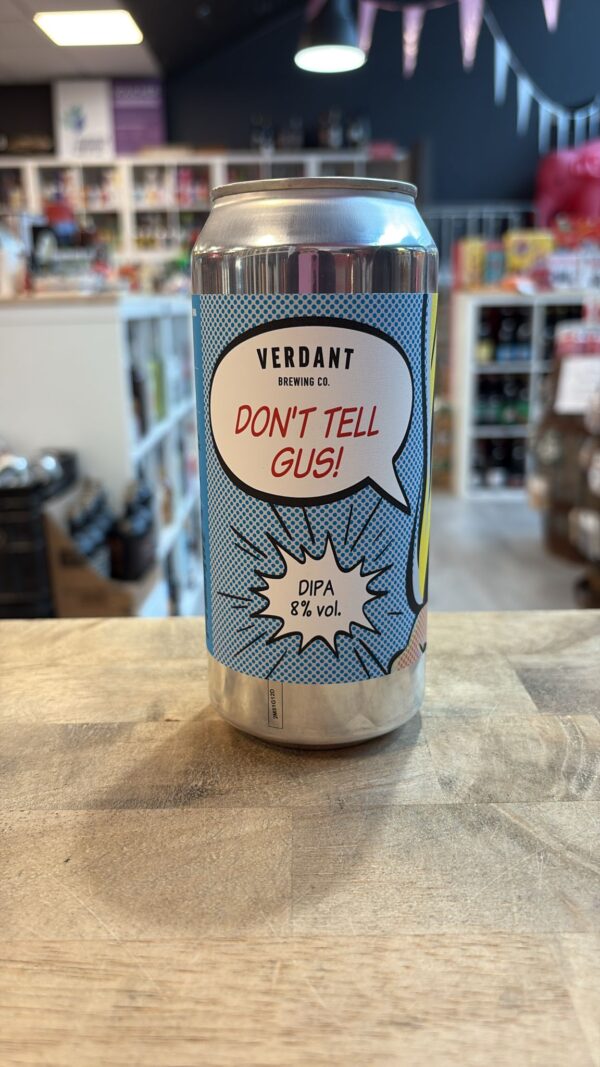 VERDANT
BREWING CO.
DON'T TELL
GUS!
DIPA
8% vol.